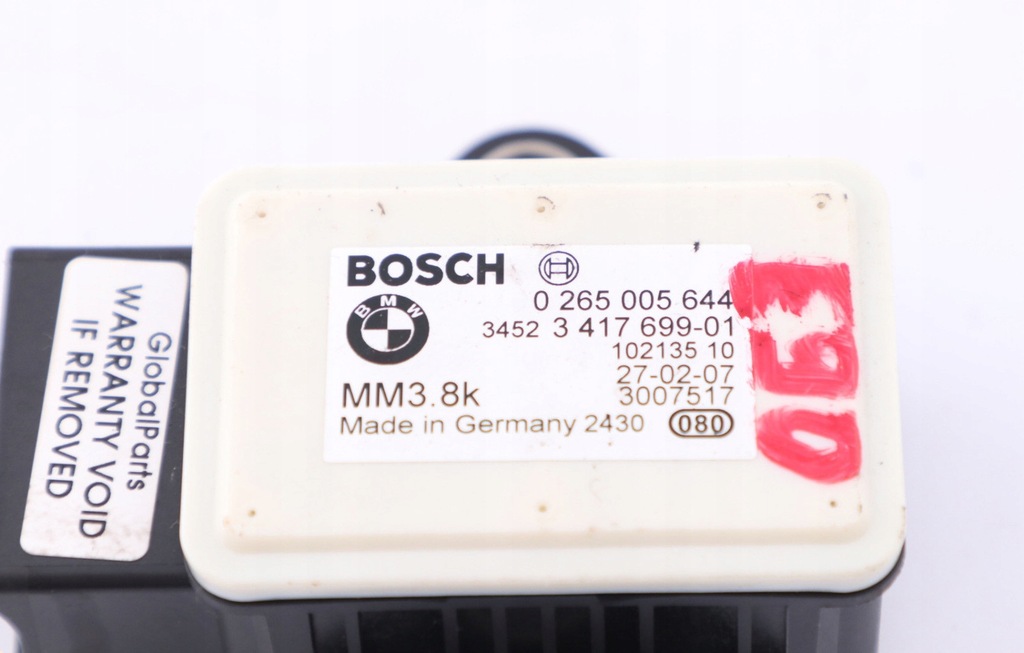 GlobalParts
WARRANTY VOID
IF REMOVED
BOSCH
BMW
0 265 005 644
3452 3 417 699-01
102135 10
27-02-07
MM3.8k
3007517
Made in Germany 2430 080